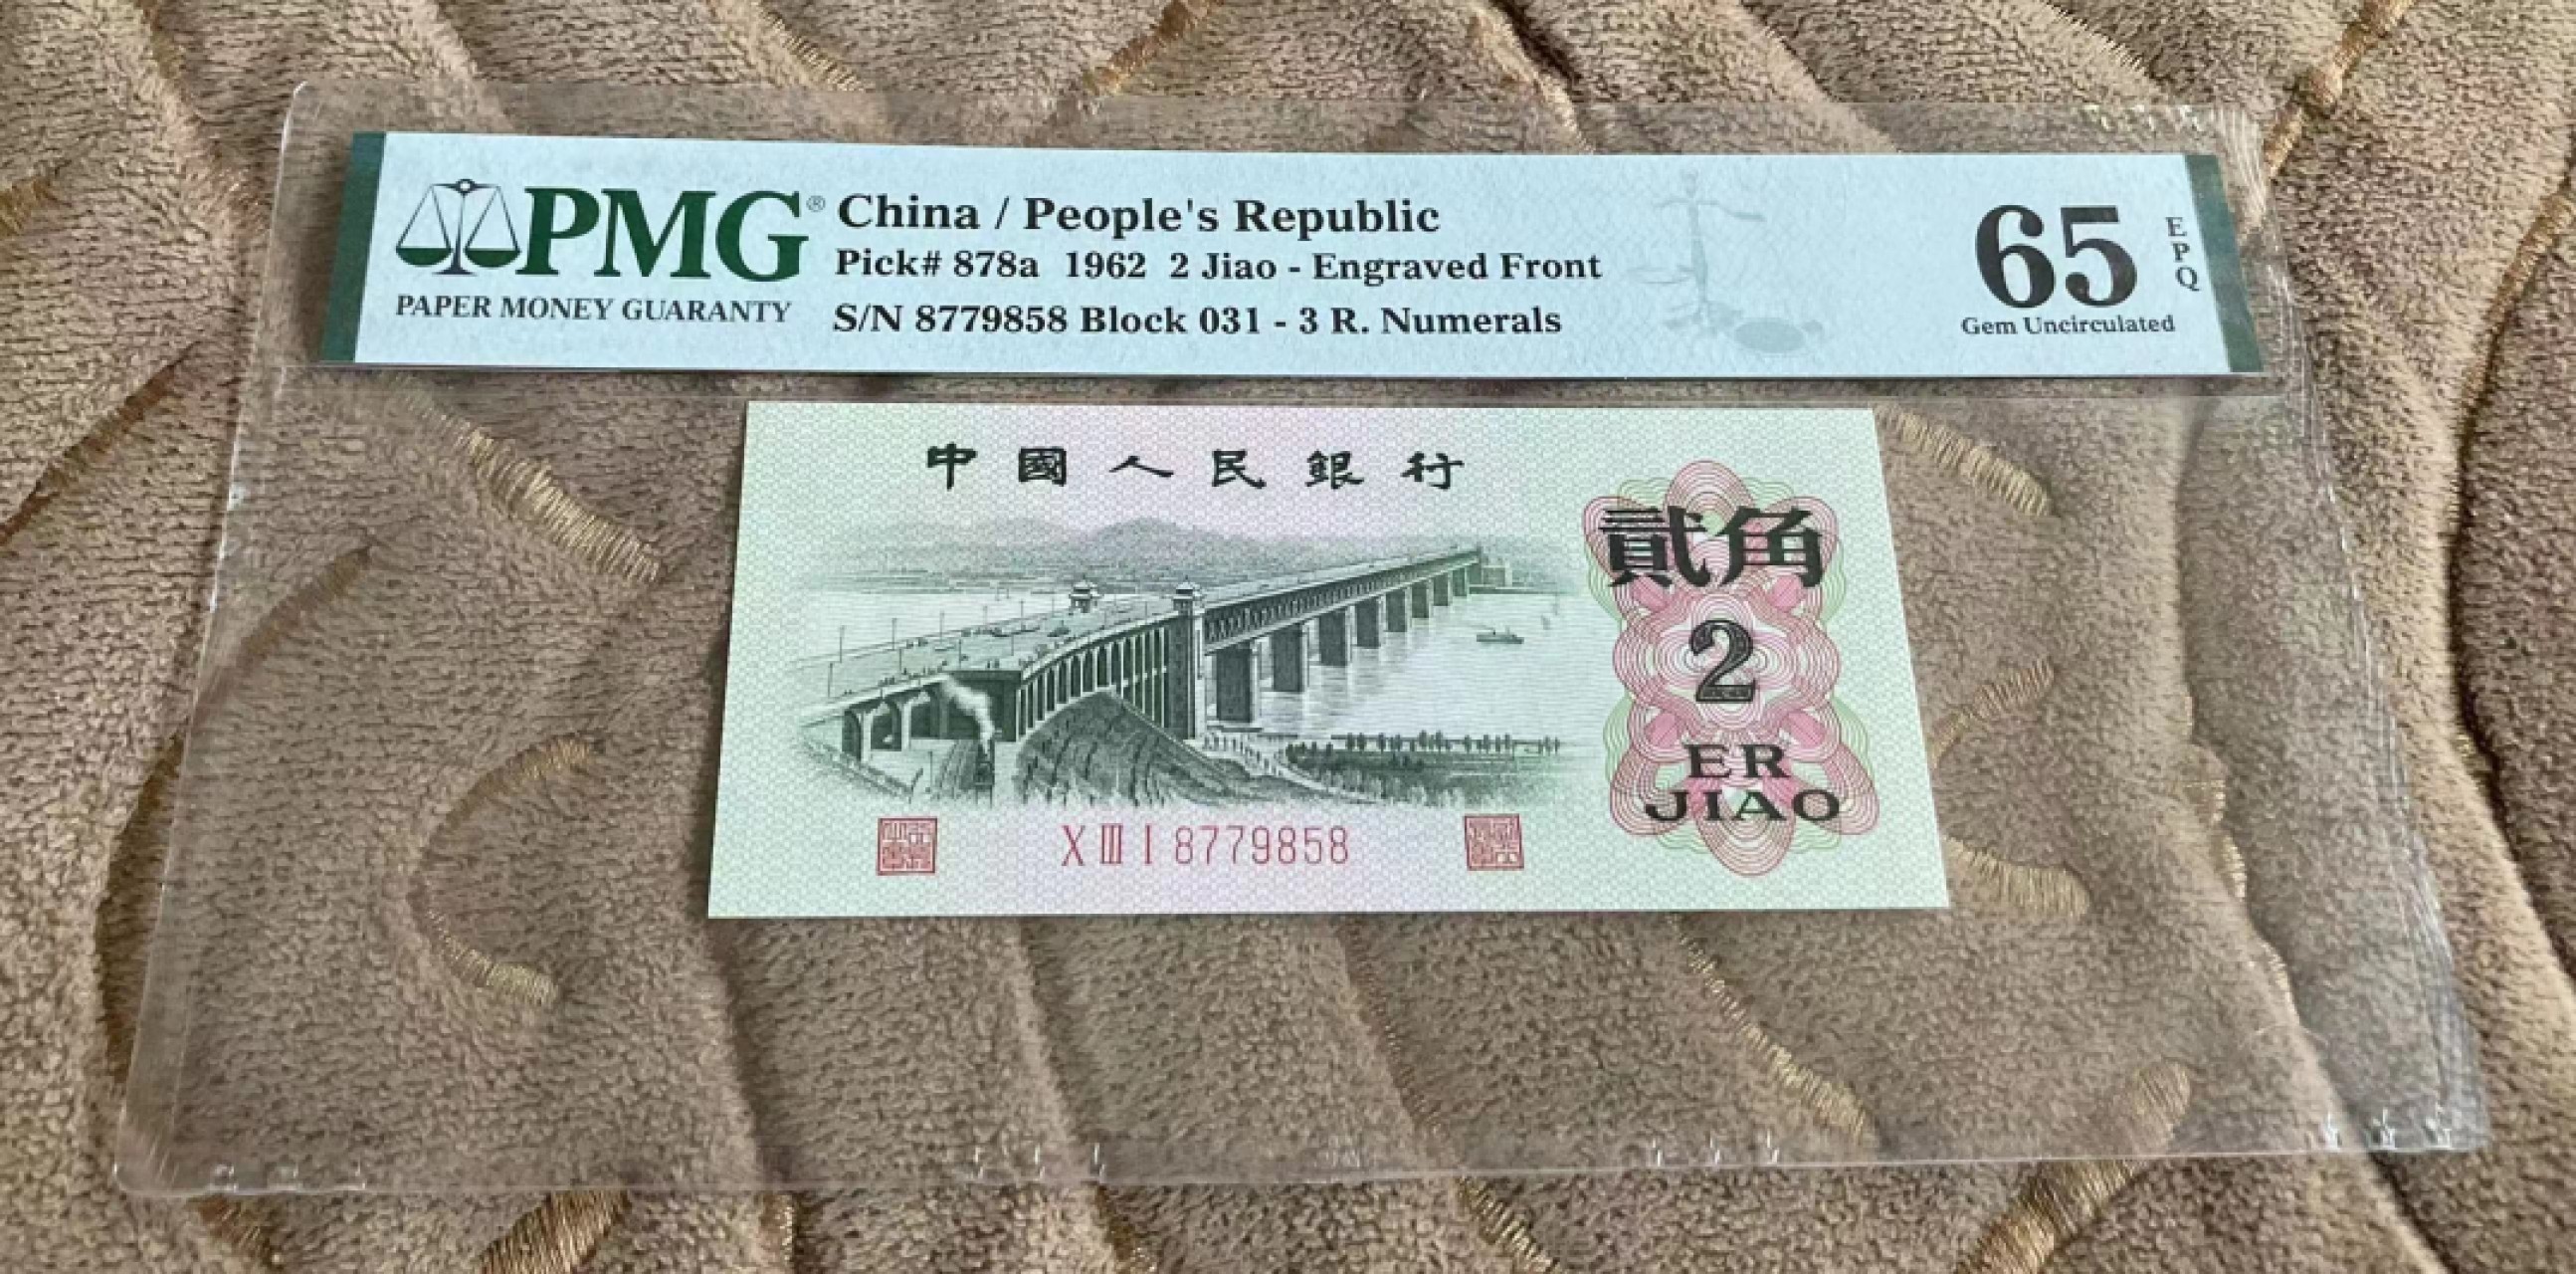 PMG®
PAPER MONEY GUARANTY
China / People's Republic
Pick# 878a 1962 2 Jiao - Engraved Front
S/N 8779858 Block 031 - 3 R. Numerals
65
EPQ
Gem Uncirculated
中國人民銀行
貳角
2
ER
JIAO
X III I 8779858